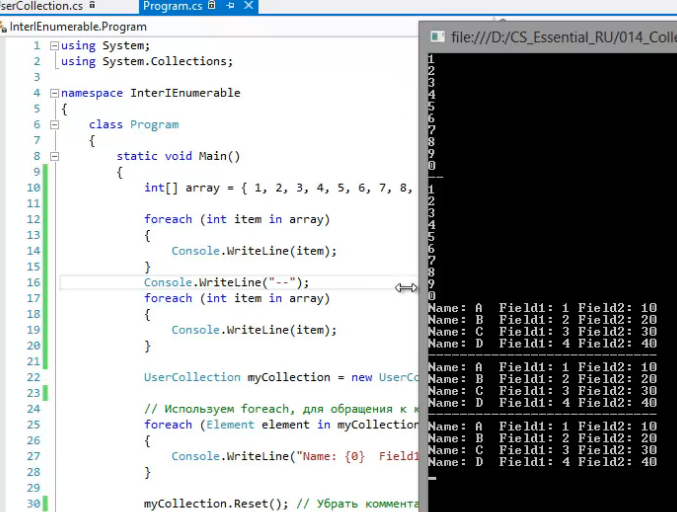 serCollection.cs
Program.cs
InterIEnumerable.Program
1 using System;
2 using System.Collections;
3
4 namespace InterIEnumerable
5 {
6 class Program
7 {
8 static void Main()
9 {
10 int[] array = { 1, 2, 3, 4, 5, 6, 7, 8,
11
12 foreach (int item in array)
13 {
14 Console.WriteLine(item);
15 }
16 Console.WriteLine("--");
17 foreach (int item in array)
18 {
19 Console.WriteLine(item);
20 }
21
22 UserCollection myCollection = new UserCo
23
24 // Используем foreach, для обращения к к
25 foreach (Element element in myCollection
26 {
27 Console.WriteLine("Name: {0}  Field1
28 }
29
30 myCollection.Reset(); // Убрать коммента
file:///D:/CS_Essential_RU/014_Colle
1
2
3
4
5
6
7
8
9
0
--
1
2
3
4
5
6
7
8
9
0
Name: A  Field1: 1 Field2: 10
Name: B  Field1: 2 Field2: 20
Name: C  Field1: 3 Field2: 30
Name: D  Field1: 4 Field2: 40
-----------------------------
Name: A  Field1: 1 Field2: 10
Name: B  Field1: 2 Field2: 20
Name: C  Field1: 3 Field2: 30
Name: D  Field1: 4 Field2: 40
-----------------------------
Name: A  Field1: 1 Field2: 10
Name: B  Field1: 2 Field2: 20
Name: C  Field1: 3 Field2: 30
Name: D  Field1: 4 Field2: 40